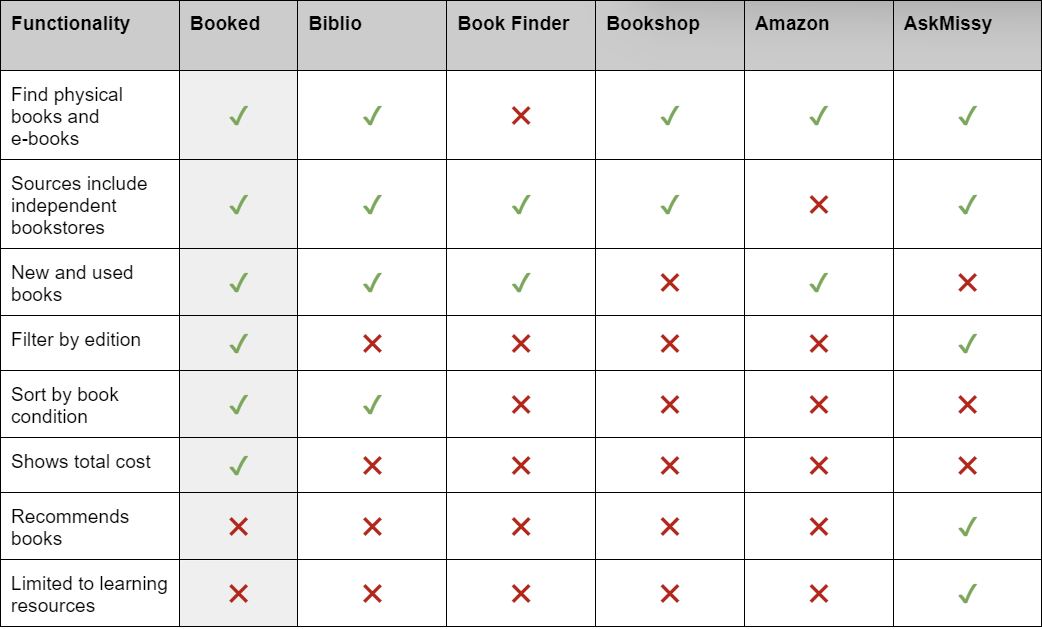 Functionality Booked Biblio Book Finder Bookshop Amazon AskMissy
Find physical
books and
e-books
✓ ✓ ✕ ✓ ✓ ✓
Sources include
independent
bookstores
✓ ✓ ✓ ✓ ✕ ✓
New and used
books
✓ ✓ ✓ ✕ ✓ ✕
Filter by edition
✓ ✕ ✕ ✕ ✕ ✓
Sort by book
condition
✓ ✓ ✕ ✕ ✕ ✕
Shows total cost
✓ ✕ ✕ ✕ ✕ ✕
Recommends
books
✕ ✕ ✕ ✕ ✕ ✓
Limited to learning
resources
✕ ✕ ✕ ✕ ✕ ✓